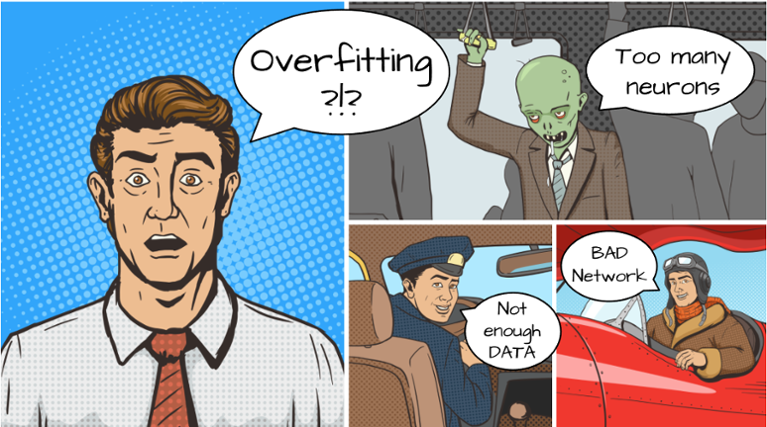 Overfitting
?!?
Too many
neurons
Not
enough
DATA
BAD
Network